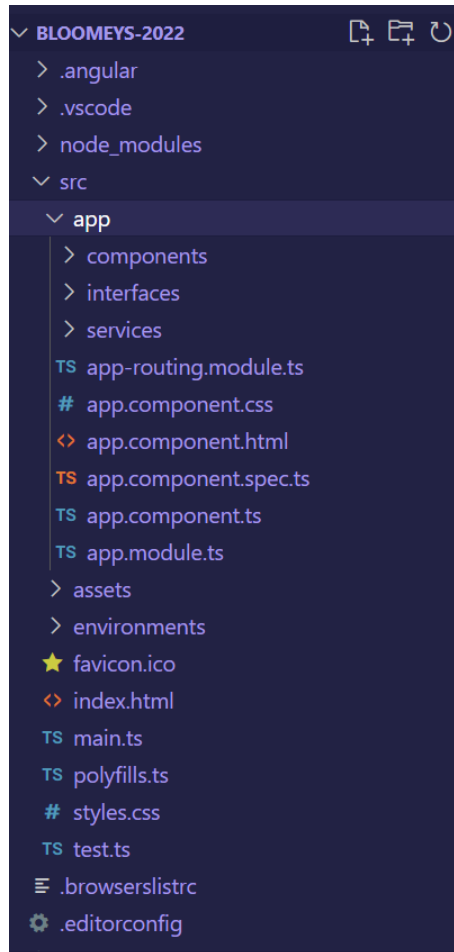 BLOOMEYS-2022
.angular
.vscode
node_modules
src
app
components
interfaces
services
TS app-routing.module.ts
# app.component.css
<> app.component.html
TS app.component.spec.ts
TS app.component.ts
TS app.module.ts
assets
environments
favicon.ico
<> index.html
TS main.ts
TS polyfills.ts
# styles.css
TS test.ts
.browserslistrc
.editorconfig